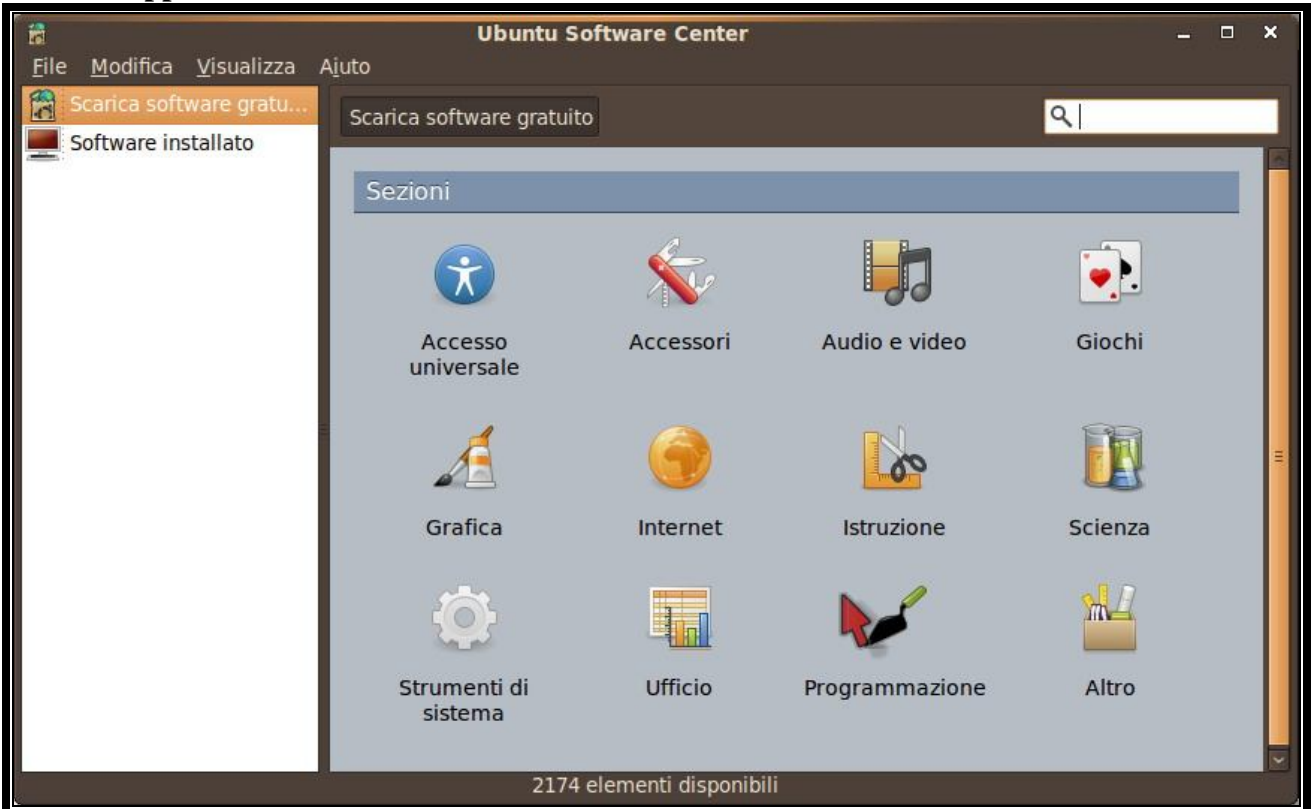 Ubuntu Software Center
File Modifica Visualizza Aiuto
Scarica software gratu...
Software installato
Scarica software gratuito
Sezioni
Accesso
universale
Accessori
Audio e video
Giochi
Grafica
Internet
Istruzione
Scienza
Strumenti di
sistema
Ufficio
Programmazione
Altro
2174 elementi disponibili